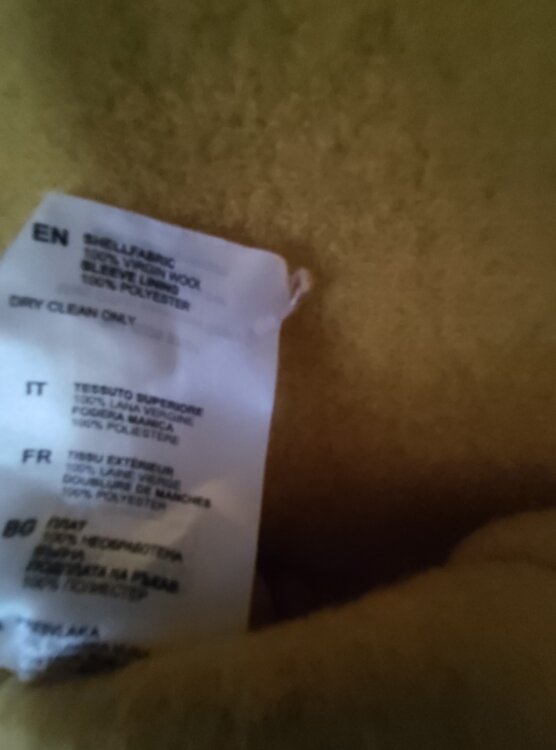 EN SHELLFABRIC
100% VIRGIN WOOL
SLEEVE LINING
100% POLYESTER
DRY CLEAN ONLY
IT TESSUTO SUPERIORE
100% LANA VERGINE
FODERA MANICA
100% POLIESTERE
FR TISSU EXTÉRIEUR
100% LAINE VIERGE
DOUBLURE DE MANCHES
100% POLYESTER
BG ПЛАТ
100% НЕОБРАБОТЕНА
ВЪЛНА
ПОДПЛАТА НА РЪКАВ
100% ПОЛИЕСТЕР